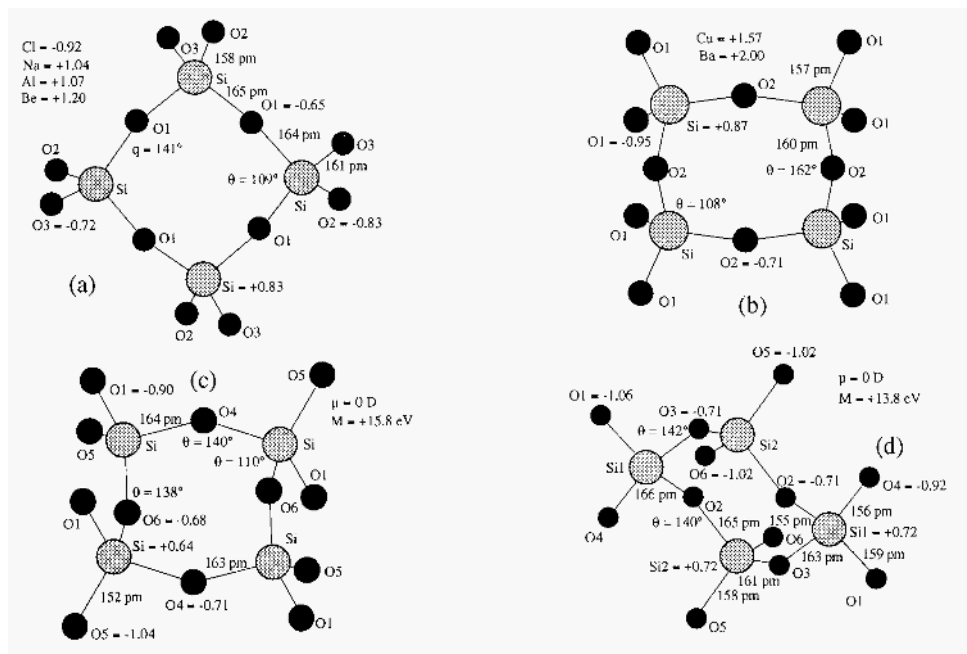 Cl = -0.92
Na = +1.04
Al = +1.07
Be = +1.20
O3
O2
158 pm
Si
165 pm
O1 = -0.65
O1
q = 141°
164 pm
O3
161 pm
θ = 109°
Si
O2 = -0.83
O2
Si
O3 = -0.72
O1
O1
Si = +0.83
O2
O3
(a)
Cu = +1.57
Ba = +2.00
O1
O1
157 pm
O2
Si = +0.87
O1
O1 = -0.95
160 pm
O2
θ = 162°
O2
θ = 108°
O1
O1
Si
Si
O2 = -0.71
O1
O1
(b)
(c)
O1 = -0.90
O5
μ = 0 D
M = +15.8 eV
164 pm
O4
O5
Si
θ = 140°
Si
θ = 110°
O1
θ = 138°
O6
O1
O6 = -0.68
Si = +0.64
Si
163 pm
O5
152 pm
O4 = -0.71
O1
O5 = -1.04
O5 = -1.02
μ = 0 D
M = +13.8 eV
O1 = -1.06
O3 = -0.71
θ = 142°
Si2
(d)
Si1
O6 = -1.02
O2 = -0.71
O4 = -0.92
166 pm
O2
156 pm
O4
θ = 140°
165 pm
155 pm
Si1 = +0.72
O6
163 pm
159 pm
Si2 = +0.72
161 pm
O3
158 pm
O1
O5